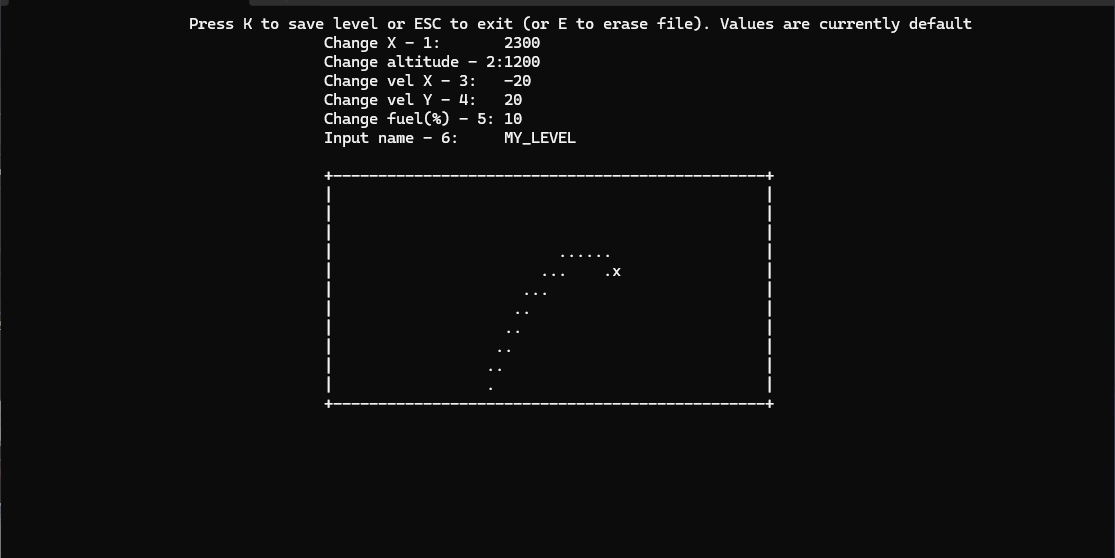 Press K to save level or ESC to exit (or E to erase file). Values are currently default
Change X - 1: 2300
Change altitude - 2:1200
Change vel X - 3: -20
Change vel Y - 4: 20
Change fuel(%) - 5: 10
Input name - 6: MY_LEVEL
x